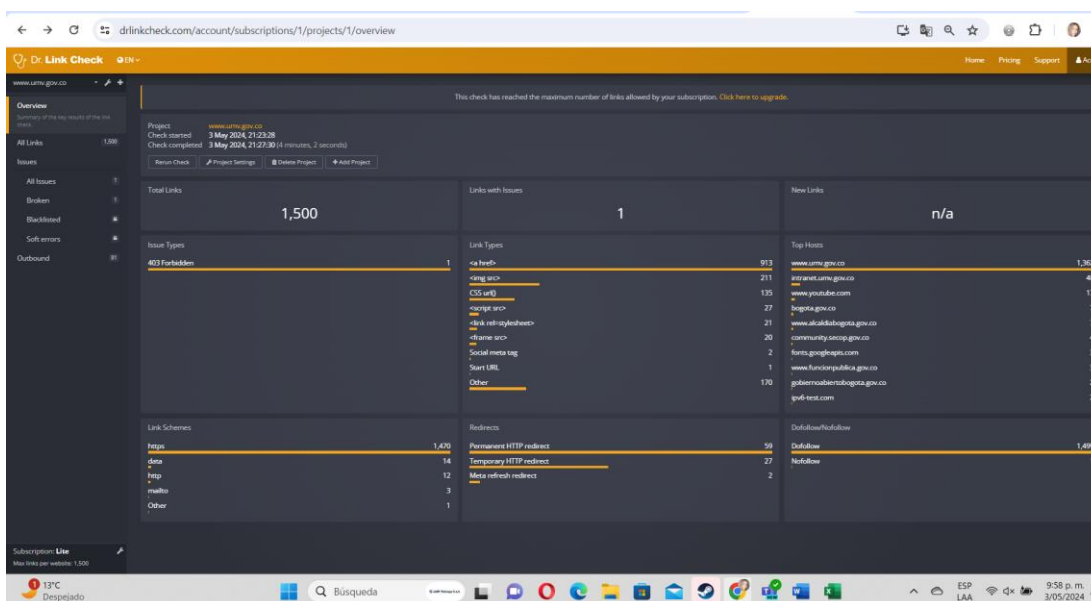 drlinkcheck.com/account/subscriptions/1/projects/1/overview
Dr. Link Check EN
Home Pricing Support
www.umv.gov.co
This check has reached the maximum number of links allowed by your subscription. Click here to upgrade.
Overview
Summary of the key results of the link check.
All Links 1,500
Issues
All Issues 1
Broken 1
Blacklisted
Soft errors
Outbound
Project www.umv.gov.co
Check started 3 May 2024, 21:23:28
Check completed 3 May 2024, 21:27:30 (4 minutes, 2 seconds)
Rerun Check Project Settings Delete Project + Add Project
Total Links
1,500
Links with Issues
1
New Links
n/a
Issue Types
403 Forbidden 1
Link Types
<a href> 913
<img src> 211
CSS url() 135
<script src> 27
<link rel=stylesheet> 21
<frame src> 20
Social meta tag 2
Start URL 1
Other 170
Top Hosts
www.umv.gov.co
intranet.umv.gov.co
www.youtube.com
bogota.gov.co
www.alcaldiabogota.gov.co
community.secop.gov.co
fonts.googleapis.com
www.funcionpublica.gov.co
gobiernoabiertobogota.gov.co
ipv6-test.com
Link Schemes
https 1,470
data 14
http 12
mailto 3
Other 1
Redirects
Permanent HTTP redirect 59
Temporary HTTP redirect 27
Meta refresh redirect 2
Dofollow/Nofollow
Dofollow
Nofollow
Subscription: Lite
Max links per website: 1,500
13°C
Despejado
Búsqueda
ESP
LAA
9:58 p. m.
3/05/2024